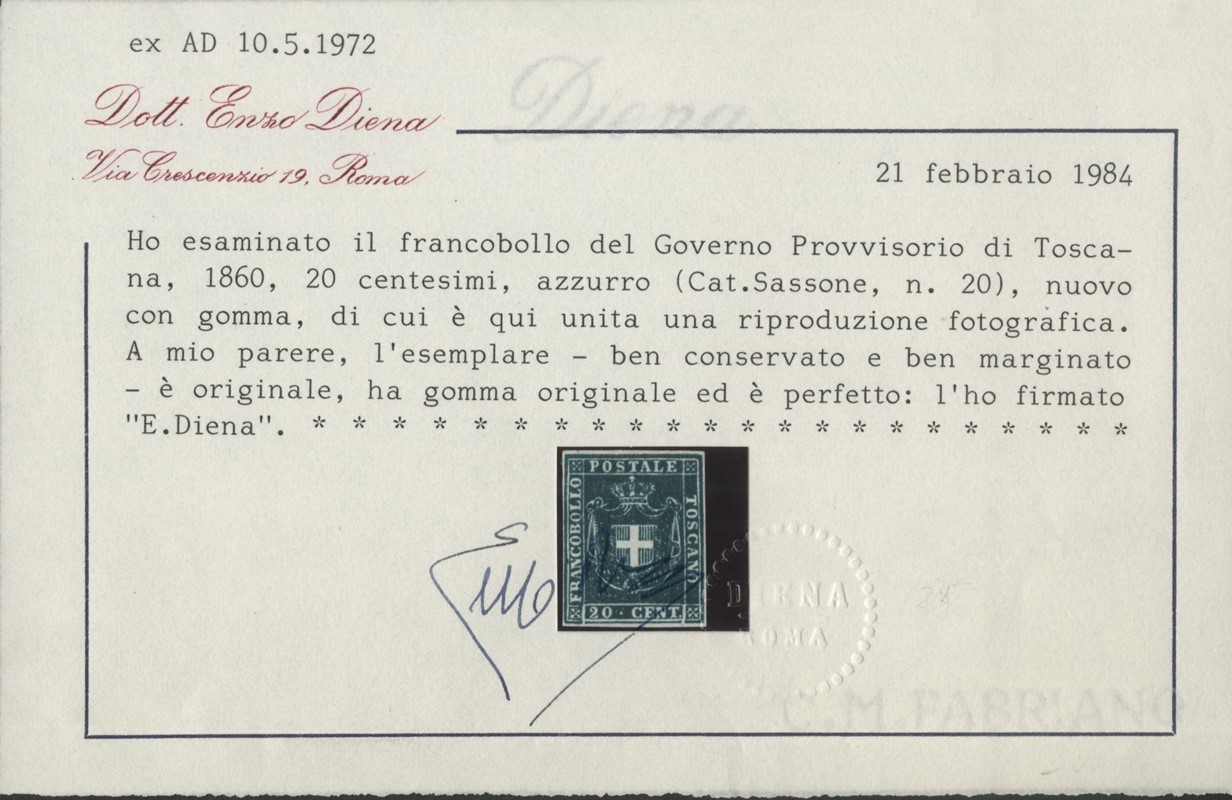 ex AD 10.5.1972
Diena
Dott. Enzo Diena
Via Crescenzio 19, Roma
21 febbraio 1984
Ho esaminato il francobollo del Governo Provvisorio di Tosca-
na, 1860, 20 centesimi, azzurro (Cat.Sassone, n. 20), nuovo
con gomma, di cui è qui unita una riproduzione fotografica.
A mio parere, l'esemplare - ben conservato e ben marginato
- è originale, ha gomma originale ed è perfetto: l'ho firmato
"E.Diena". * * * * * * * * * * * * * * * * * * * * * *
POSTALE
FRANCOBOLLO
TOSCANO
20 · CENT.
DIENA
ROMA
C.M.FABRIANO